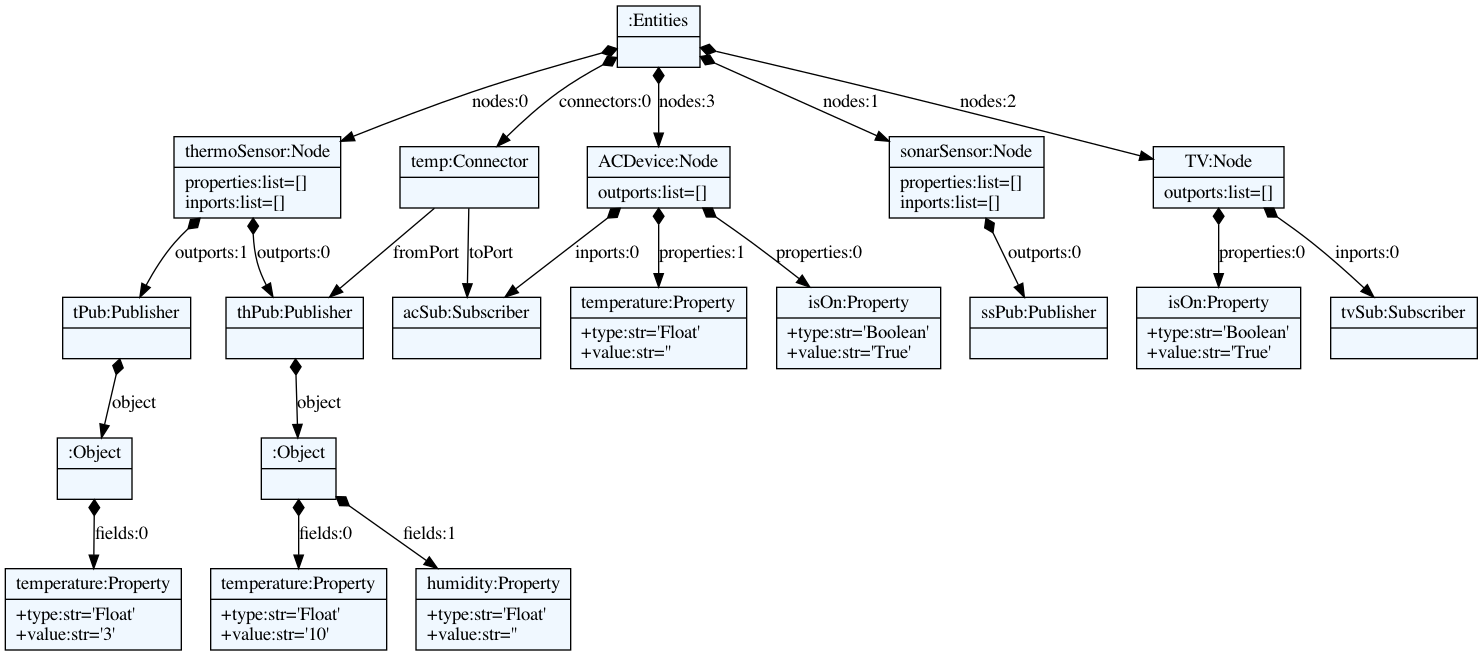 :Entities
nodes:0
connectors:0
nodes:3
nodes:1
nodes:2
thermoSensor:Node
properties:list=[]
inports:list=[]
temp:Connector
ACDevice:Node
outports:list=[]
sonarSensor:Node
properties:list=[]
inports:list=[]
TV:Node
outports:list=[]
outports:1
outports:0
fromPort
toPort
inports:0
properties:1
properties:0
outports:0
properties:0
inports:0
tPub:Publisher
thPub:Publisher
acSub:Subscriber
temperature:Property
+type:str='Float'
+value:str=''
isOn:Property
+type:str='Boolean'
+value:str='True'
ssPub:Publisher
isOn:Property
+type:str='Boolean'
+value:str='True'
tvSub:Subscriber
object
object
:Object
:Object
fields:0
fields:0
fields:1
temperature:Property
+type:str='Float'
+value:str='3'
temperature:Property
+type:str='Float'
+value:str='10'
humidity:Property
+type:str='Float'
+value:str=''